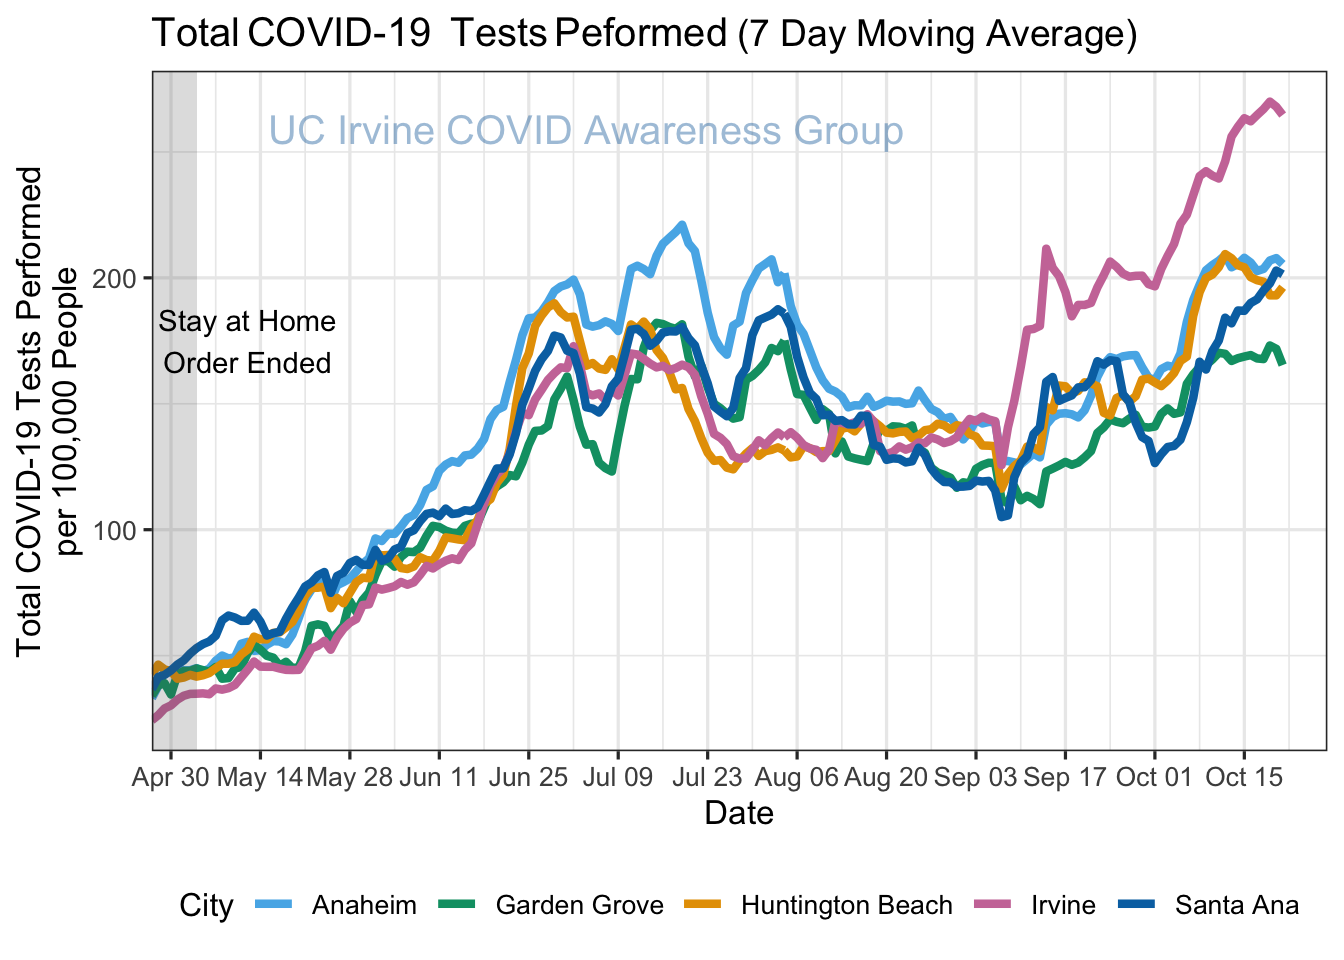 Total COVID-19 Tests Peformed (7 Day Moving Average)
UC Irvine COVID Awareness Group
Total COVID-19 Tests Performed
per 100,000 People
200
100
Stay at Home
Order Ended
Apr 30 May 14 May 28 Jun 11 Jun 25 Jul 09 Jul 23 Aug 06 Aug 20 Sep 03 Sep 17 Oct 01 Oct 15
Date
City Anaheim Garden Grove Huntington Beach Irvine Santa Ana